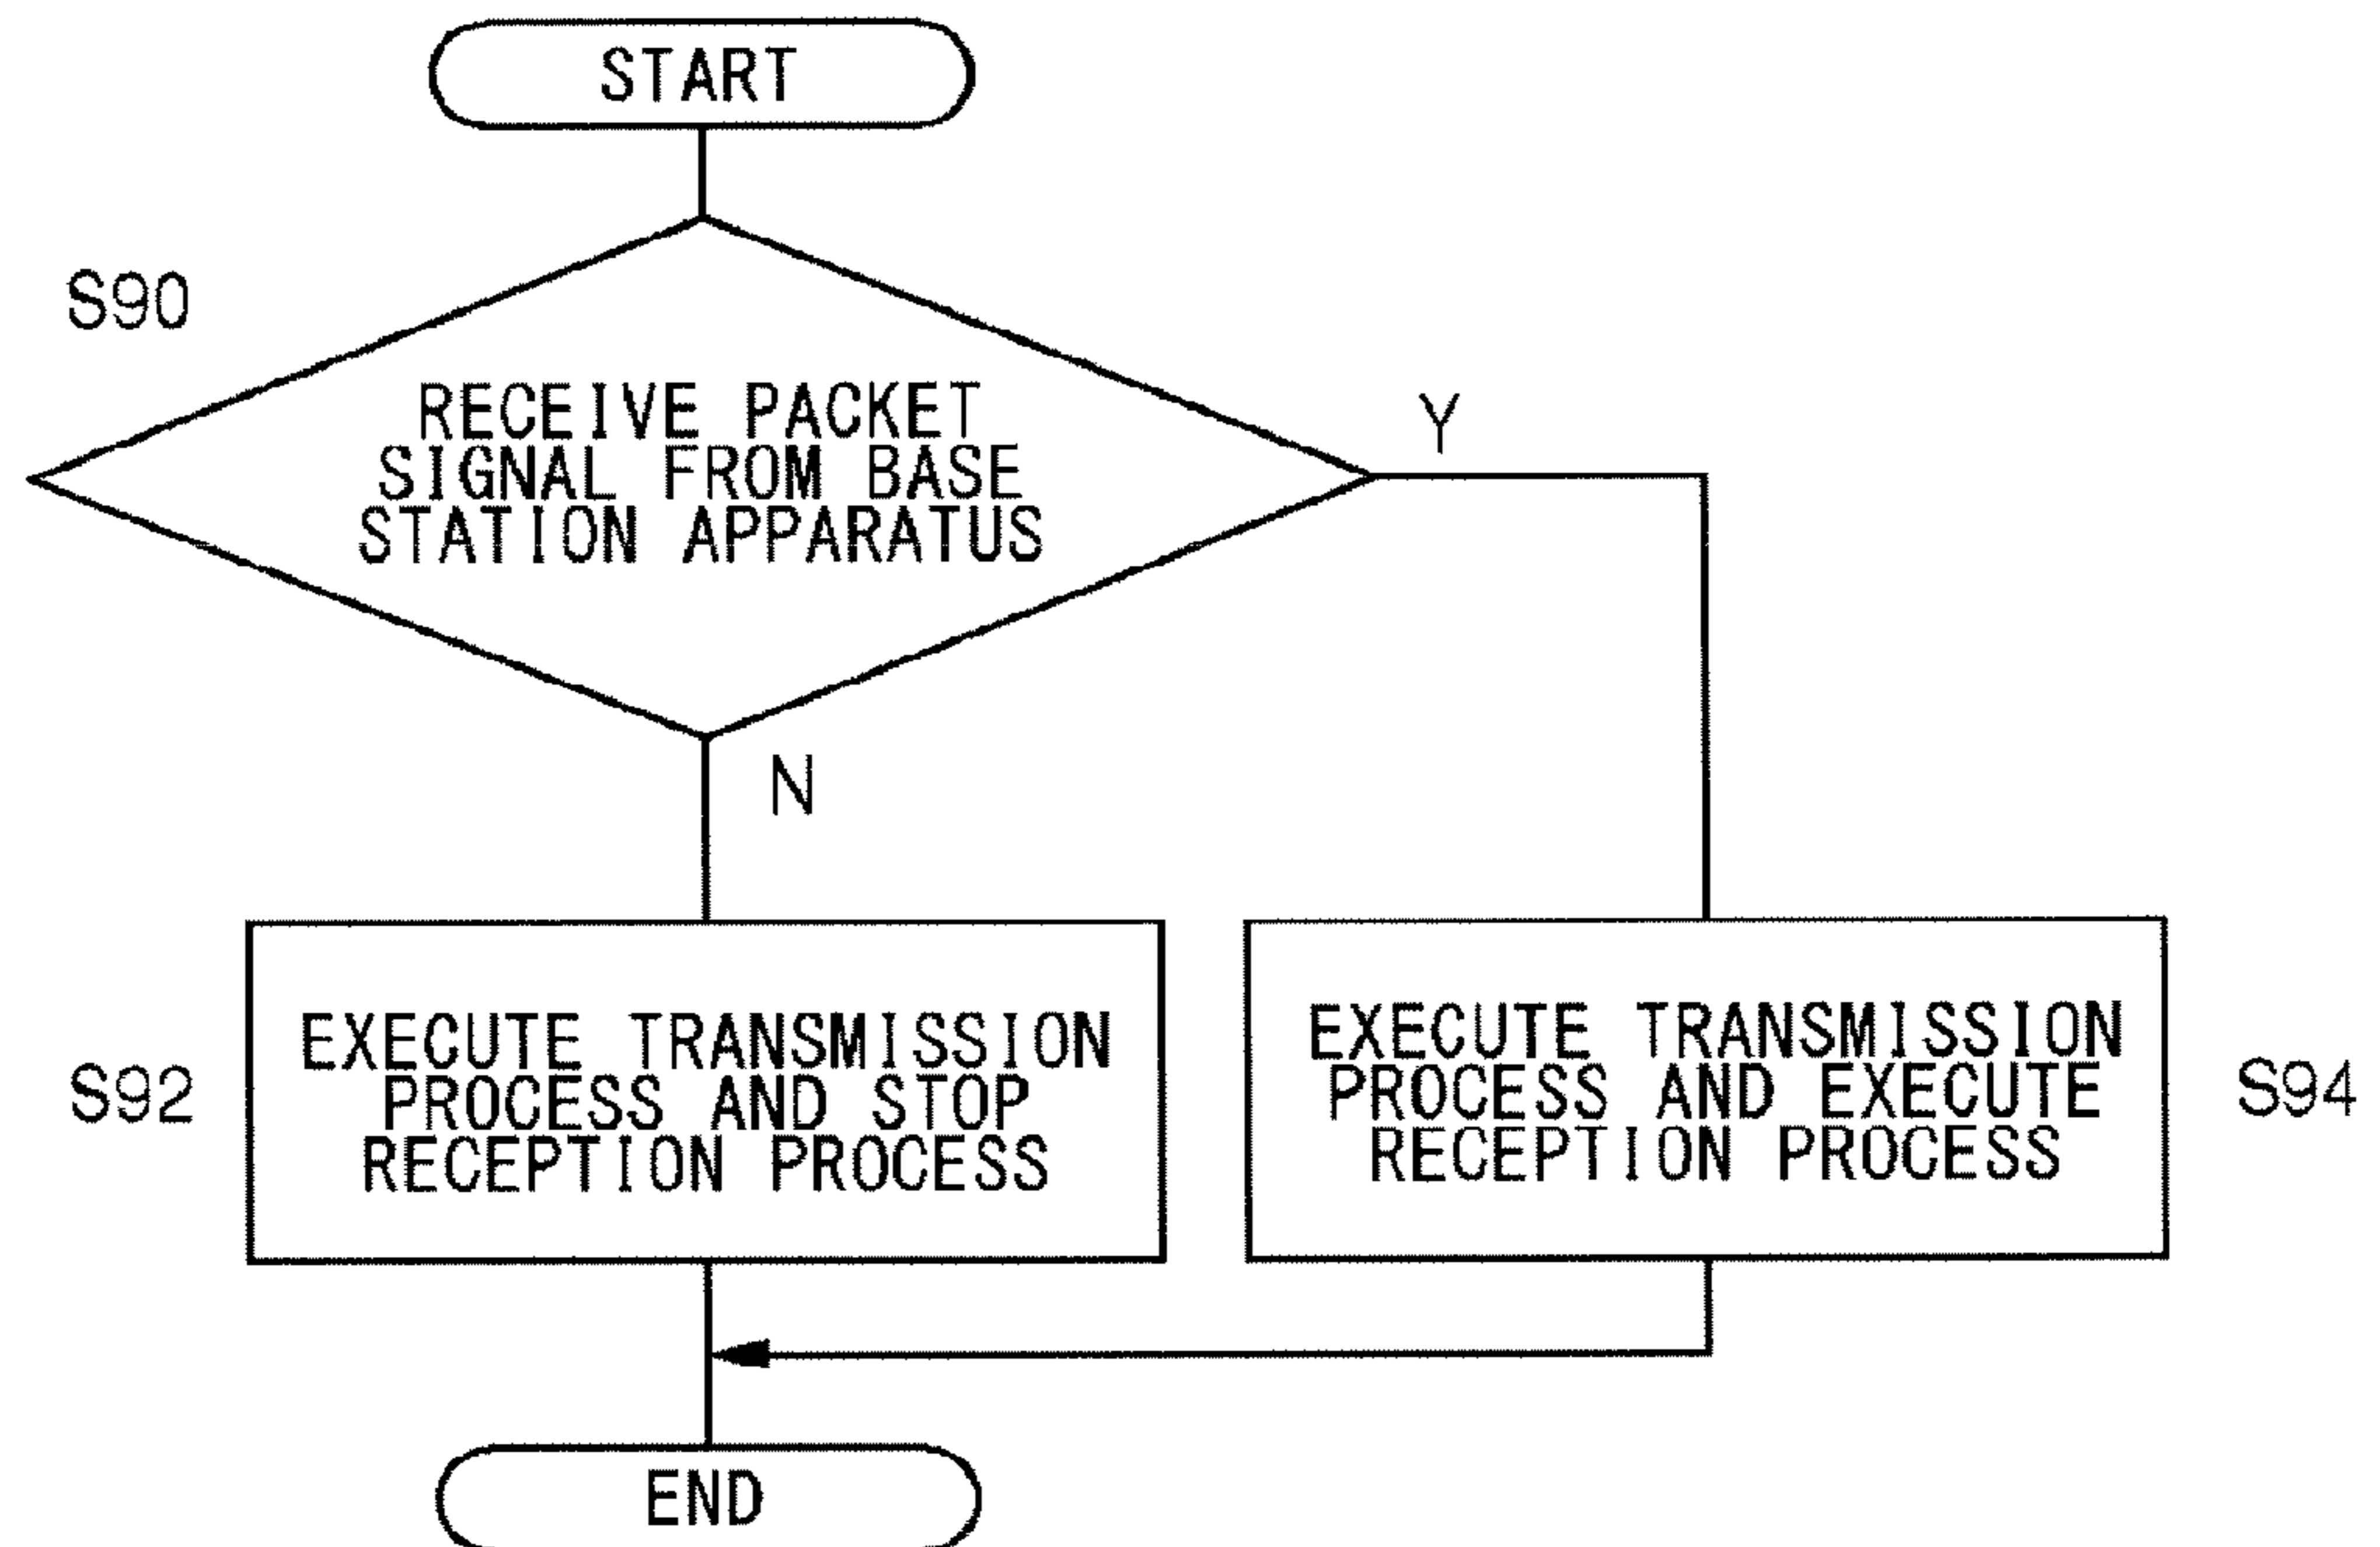 START
S90
RECEIVE PACKET
SIGNAL FROM BASE
STATION APPARATUS
Y
N
S92
EXECUTE TRANSMISSION
PROCESS AND STOP
RECEPTION PROCESS
EXECUTE TRANSMISSION
PROCESS AND EXECUTE
RECEPTION PROCESS
S94
END